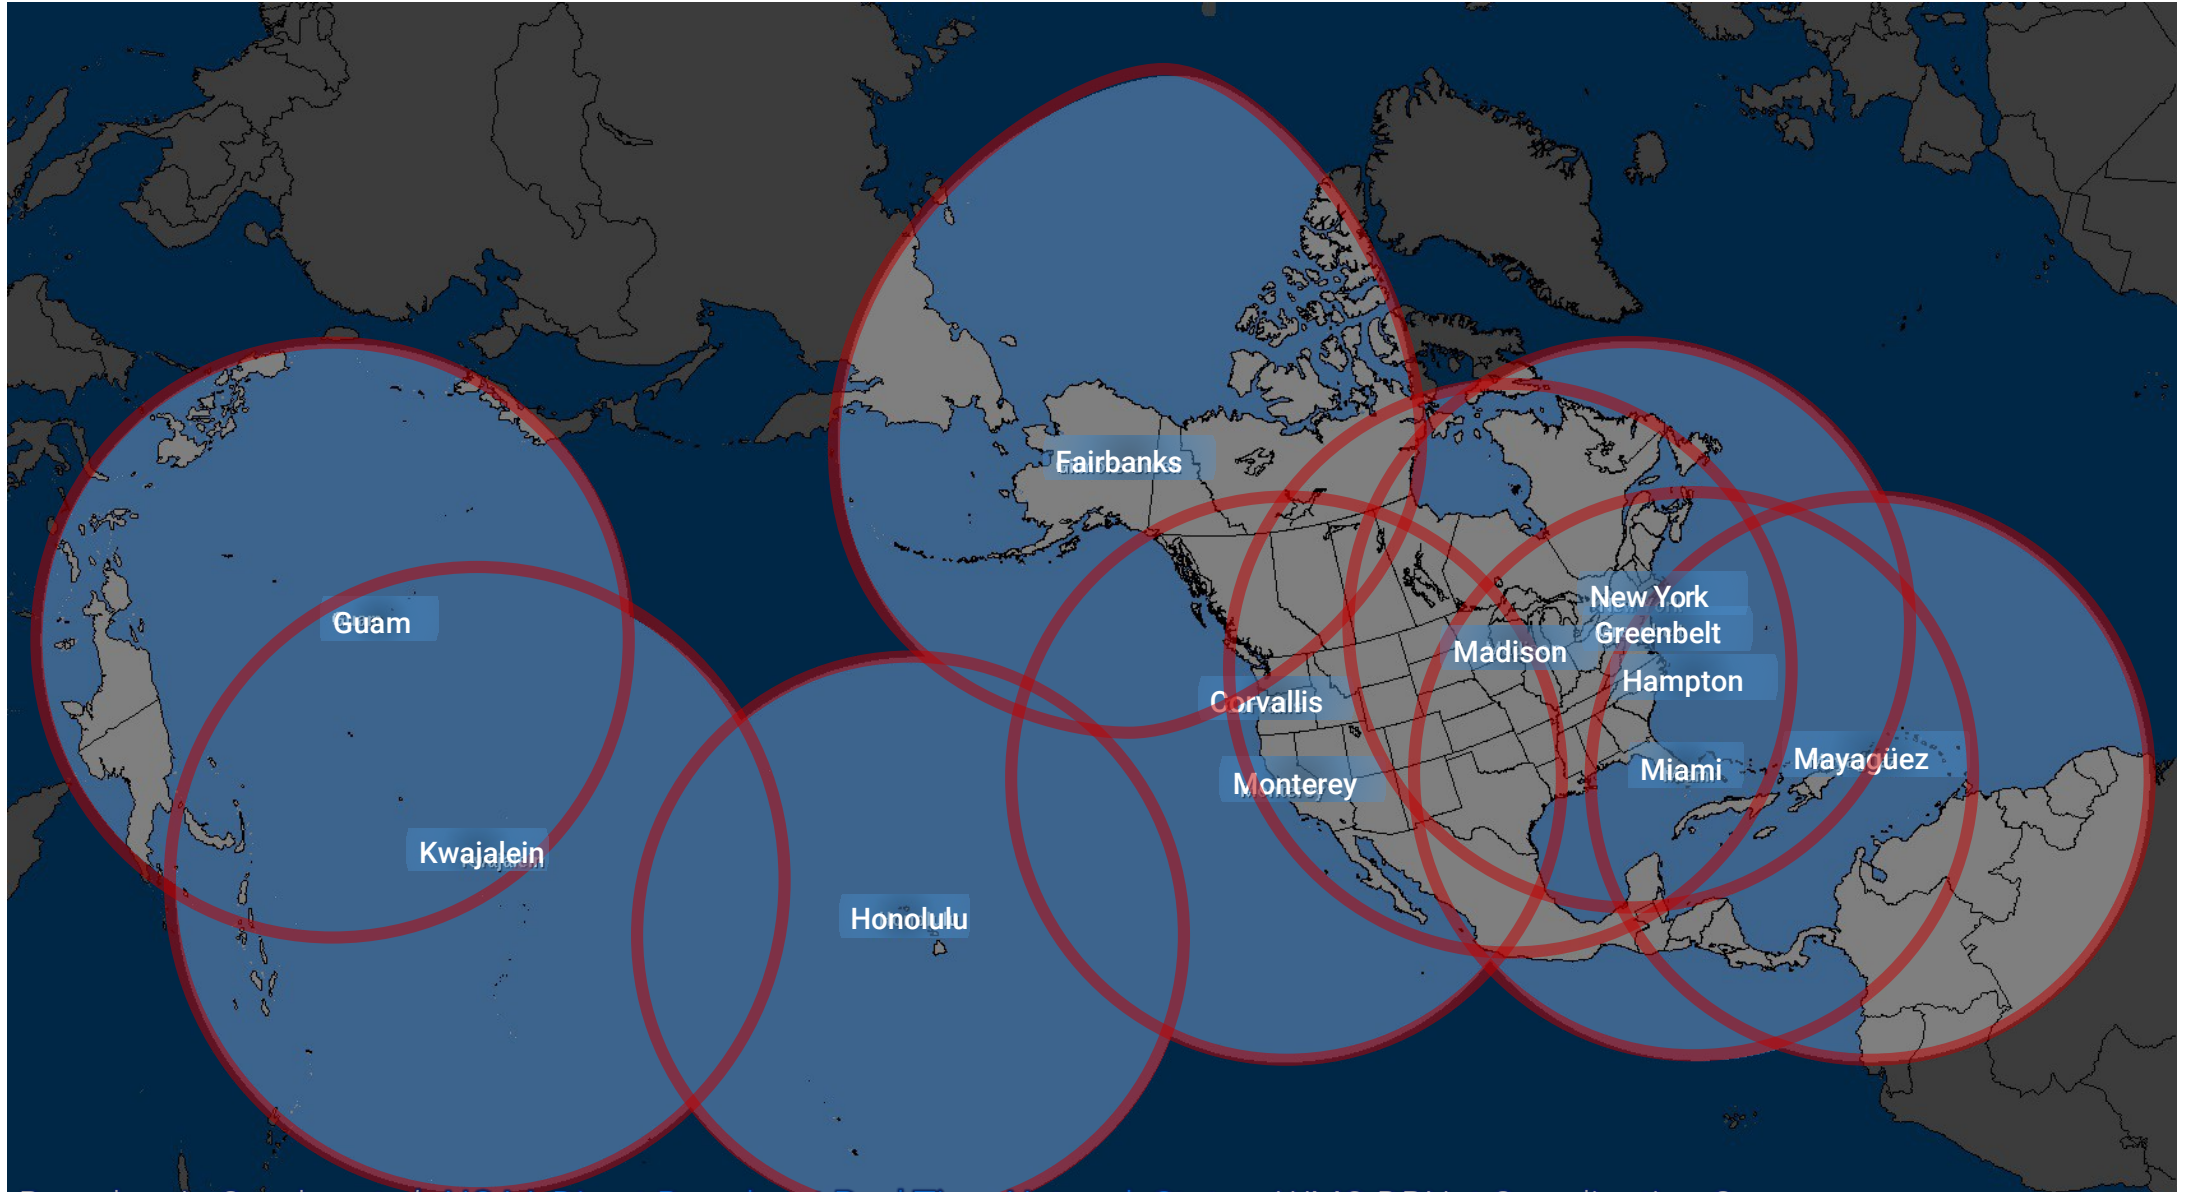 Fairbanks
New York
Guam
Greenbelt
Madison
Hampton
Corvallis
Mayagüez
Miami
Monterey
Kwajalein
Honolulu